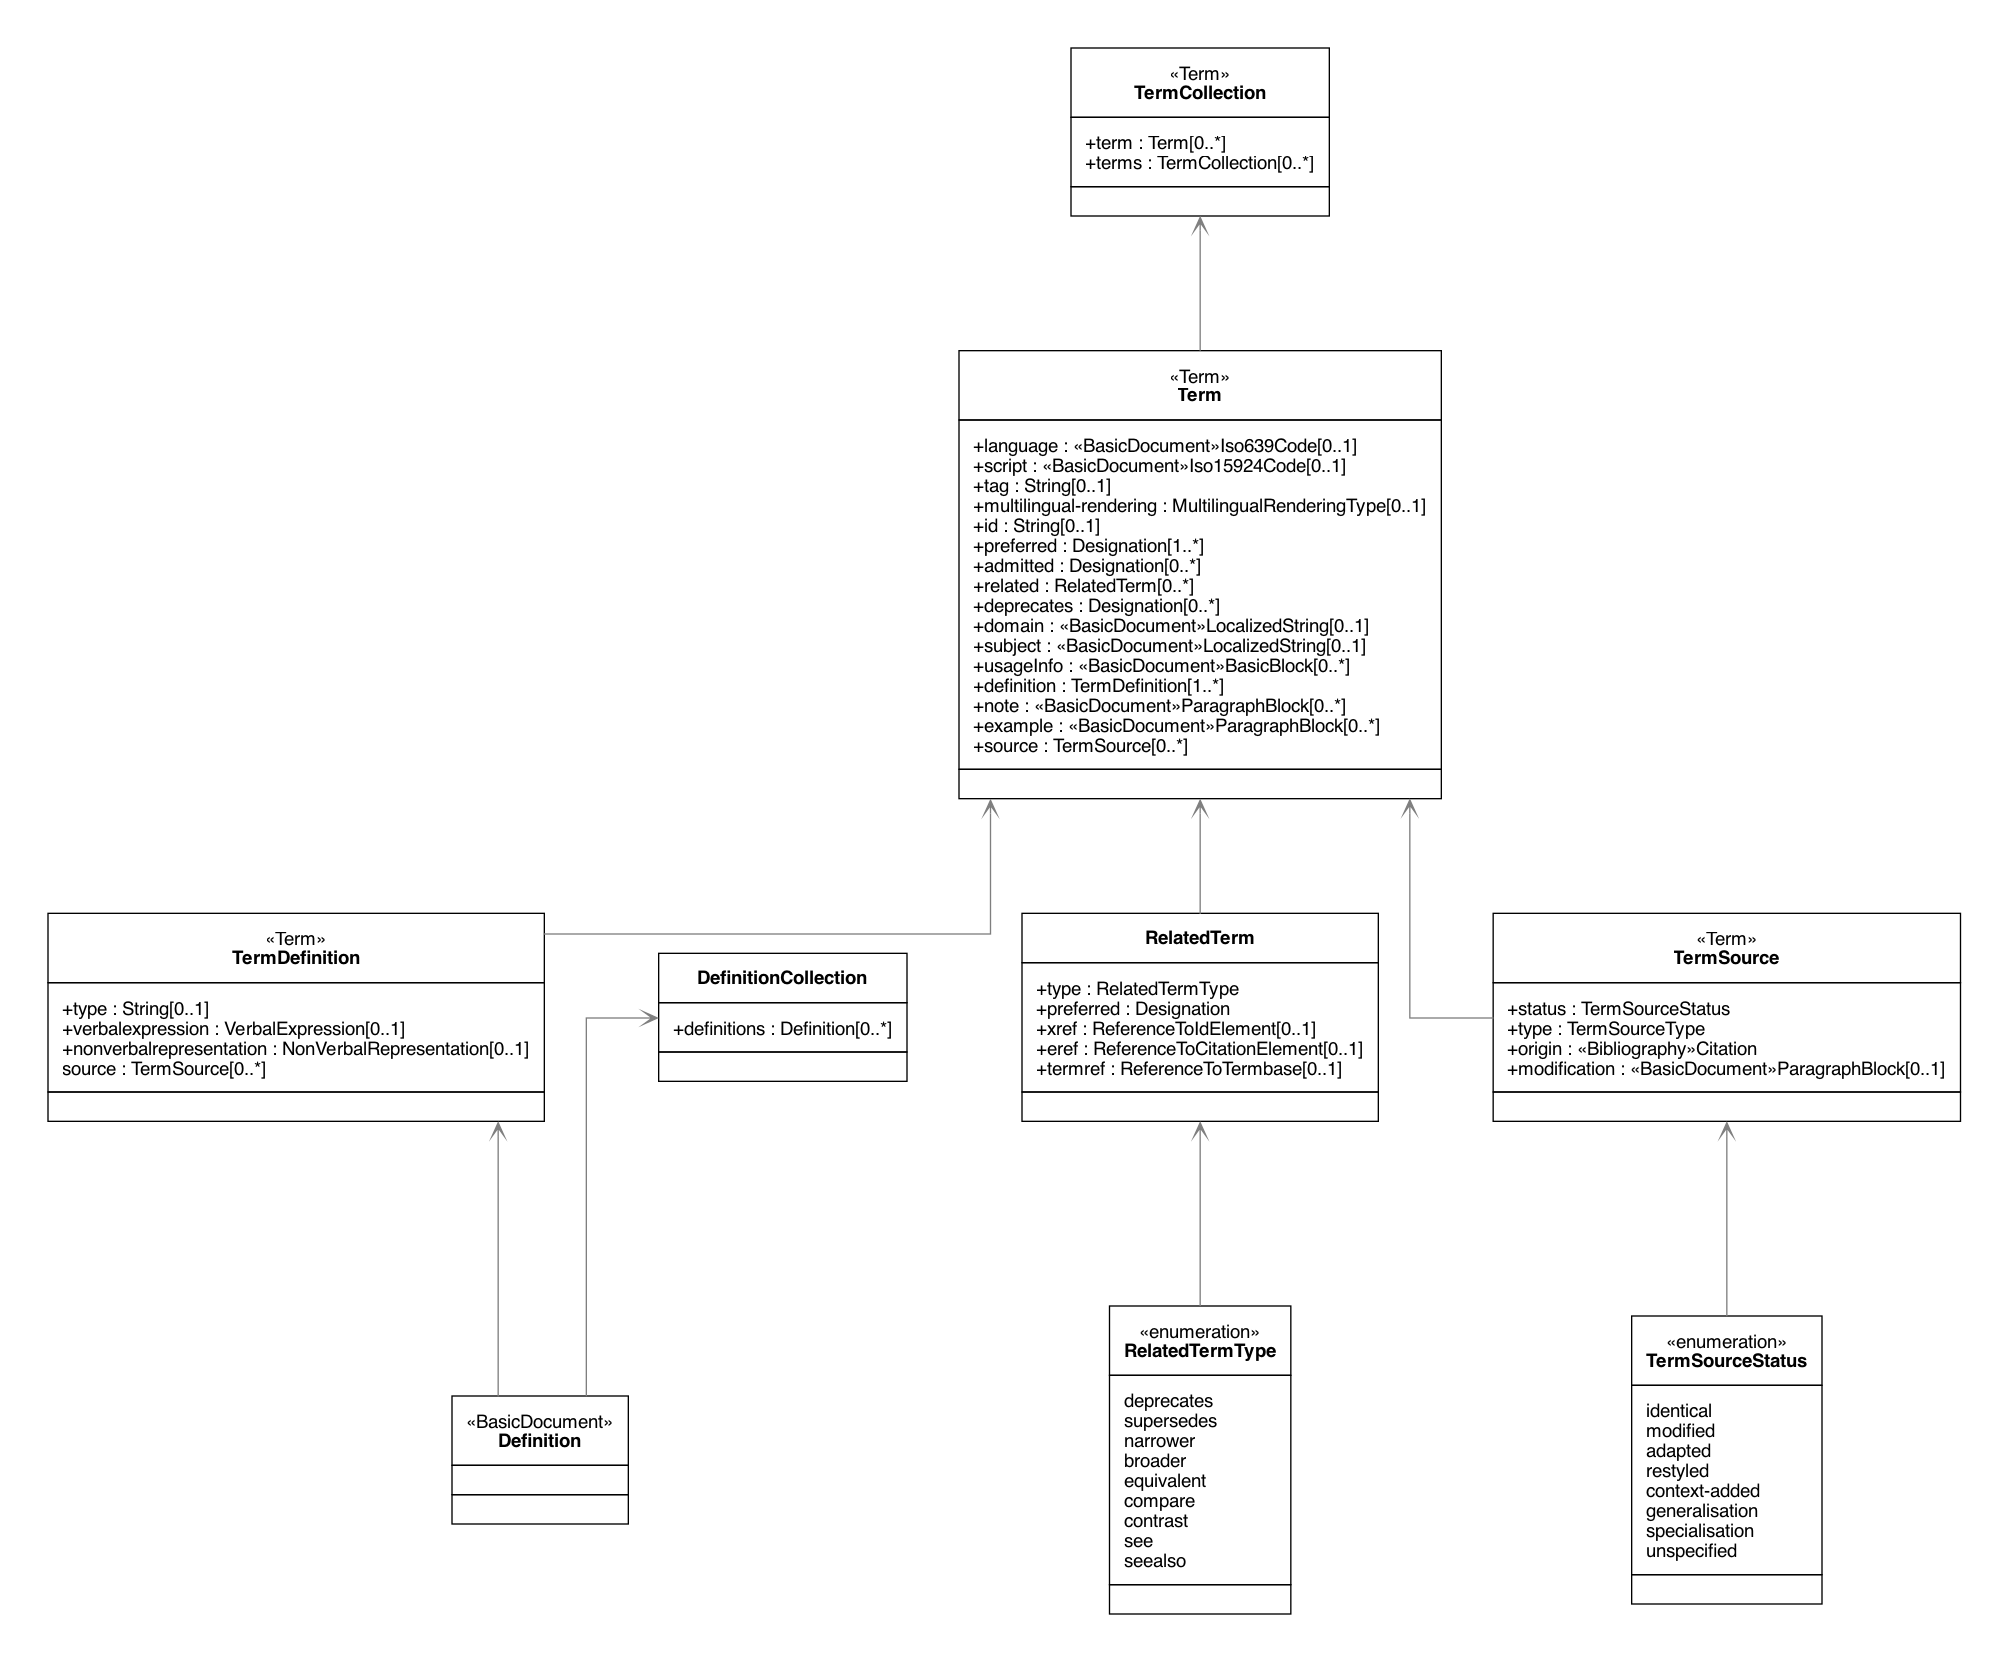 «Term»
TermCollection
+term : Term[0..*]
+terms : TermCollection[0..*]
«Term»
Term
+language : «BasicDocument»Iso639Code[0..1]
+script : «BasicDocument»Iso15924Code[0..1]
+tag : String[0..1]
+multilingual-rendering : MultilingualRenderingType[0..1]
+id : String[0..1]
+preferred : Designation[1..*]
+admitted : Designation[0..*]
+related : RelatedTerm[0..*]
+deprecates : Designation[0..*]
+domain : «BasicDocument»LocalizedString[0..1]
+subject : «BasicDocument»LocalizedString[0..1]
+usageInfo : «BasicDocument»BasicBlock[0..*]
+definition : TermDefinition[1..*]
+note : «BasicDocument»ParagraphBlock[0..*]
+example : «BasicDocument»ParagraphBlock[0..*]
+source : TermSource[0..*]
«Term»
TermDefinition
+type : String[0..1]
+verbalexpression : VerbalExpression[0..1]
+nonverbalrepresentation : NonVerbalRepresentation[0..1]
source : TermSource[0..*]
DefinitionCollection
+definitions : Definition[0..*]
RelatedTerm
+type : RelatedTermType
+preferred : Designation
+xref : ReferenceToIdElement[0..1]
+eref : ReferenceToCitationElement[0..1]
+termref : ReferenceToTermbase[0..1]
«Term»
TermSource
+status : TermSourceStatus
+type : TermSourceType
+origin : «Bibliography»Citation
+modification : «BasicDocument»ParagraphBlock[0..1]
«BasicDocument»
Definition
«enumeration»
RelatedTermType
deprecates
supersedes
narrower
broader
equivalent
compare
contrast
see
seealso
«enumeration»
TermSourceStatus
identical
modified
adapted
restyled
context-added
generalisation
specialisation
unspecified